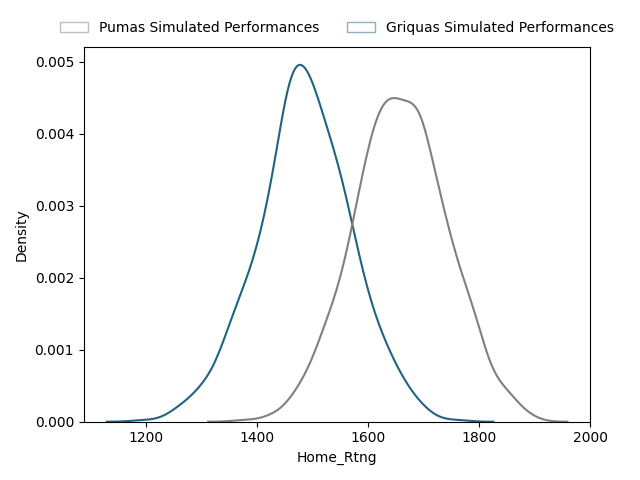 Pumas Simulated Performances Griquas Simulated Performances
0.005
0.004
0.003
0.002
0.001
0.000
Density
1200 1400 1600 1800 2000
Home_Rtng